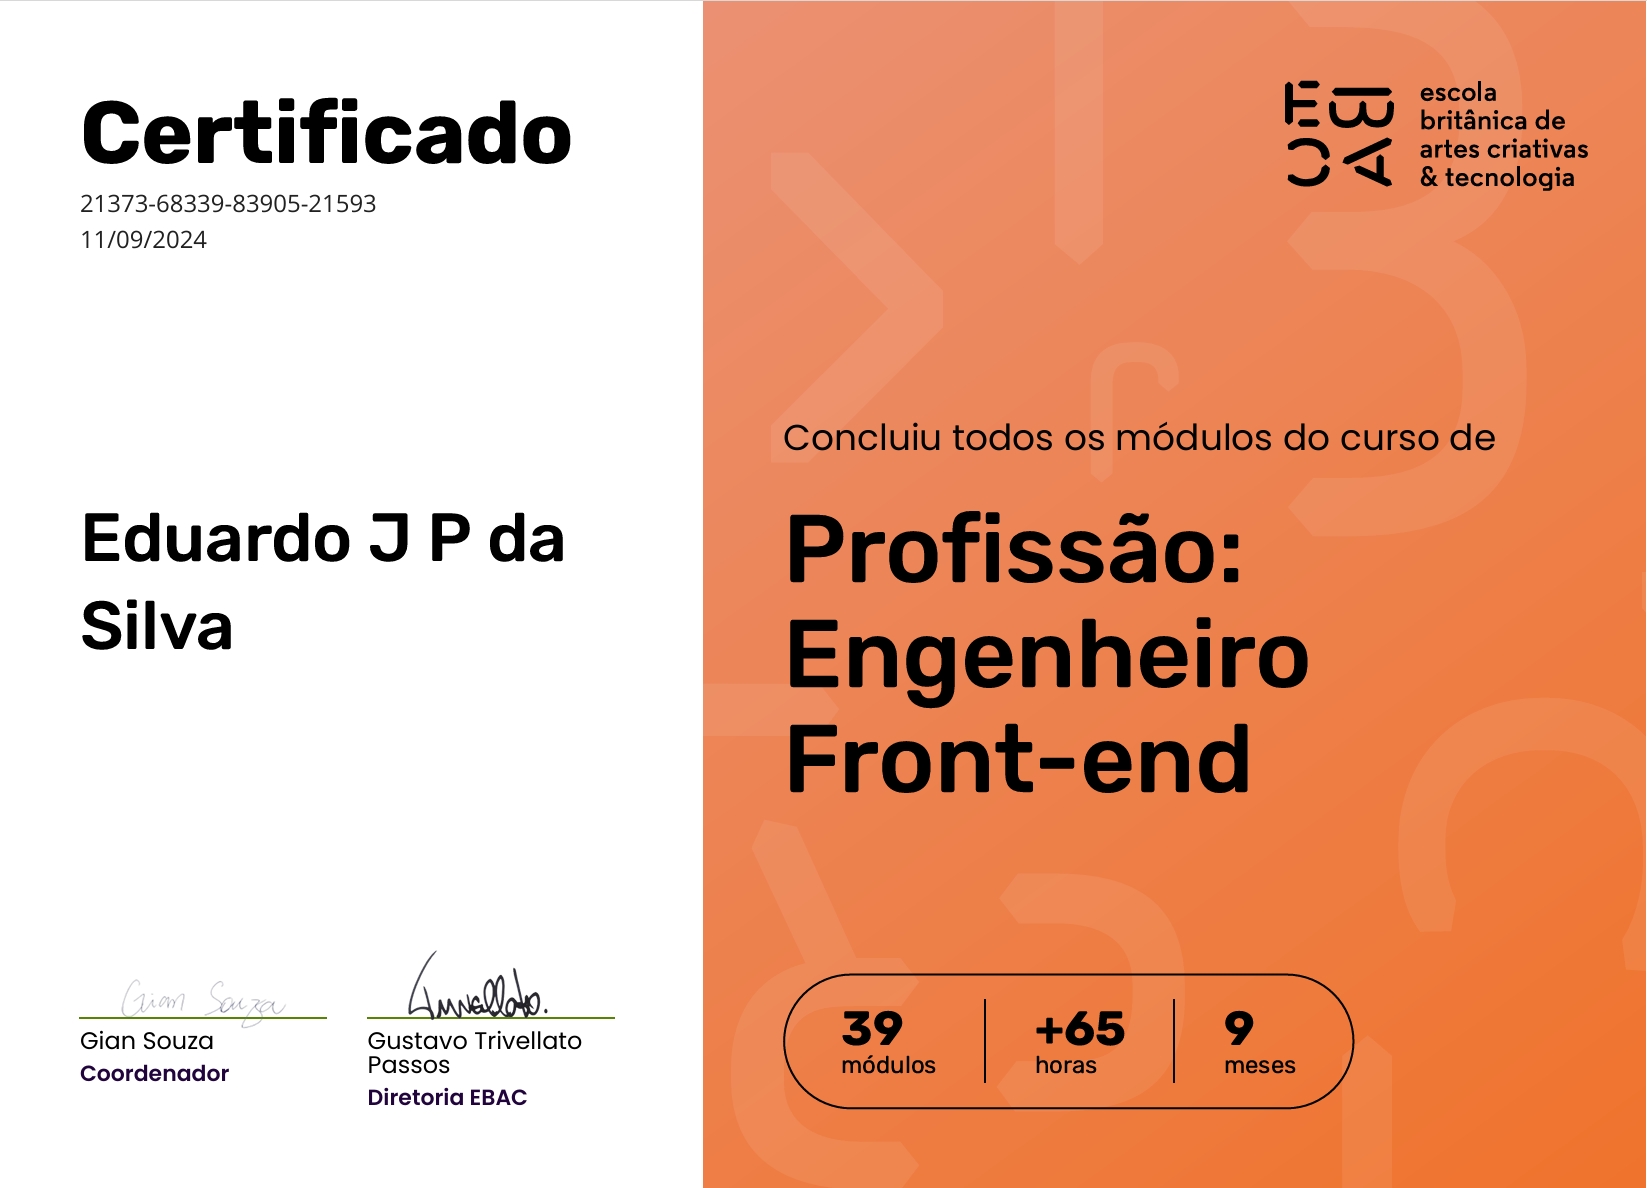 Certificado
21373-68339-83905-21593
11/09/2024
Eduardo J P da
Silva
Gian Souza
Gian Souza
Coordenador
Gustavo Trivellato
Passos
Diretoria EBAC
EBAC
escola
britânica de
artes criativas
& tecnologia
Concluiu todos os módulos do curso de
Profissão:
Engenheiro
Front-end
39
módulos
+65
horas
9
meses